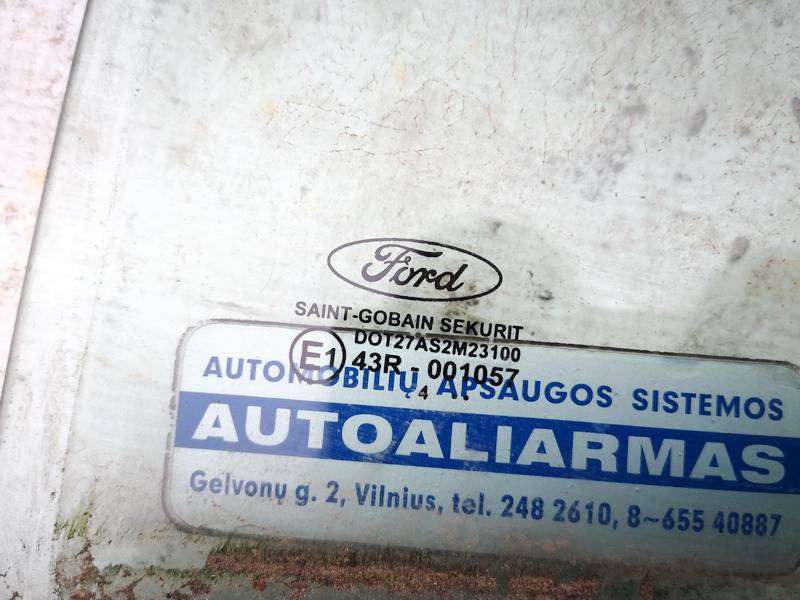 Ford
SAINT-GOBAIN SEKURIT
DOT27AS2M23100
E1 43R - 001057
4 ..
AUTOMOBILIŲ APSAUGOS SISTEMOS
AUTOALIARMAS
Gelvonų g. 2, Vilnius, tel. 248 2610, 8~655 40887